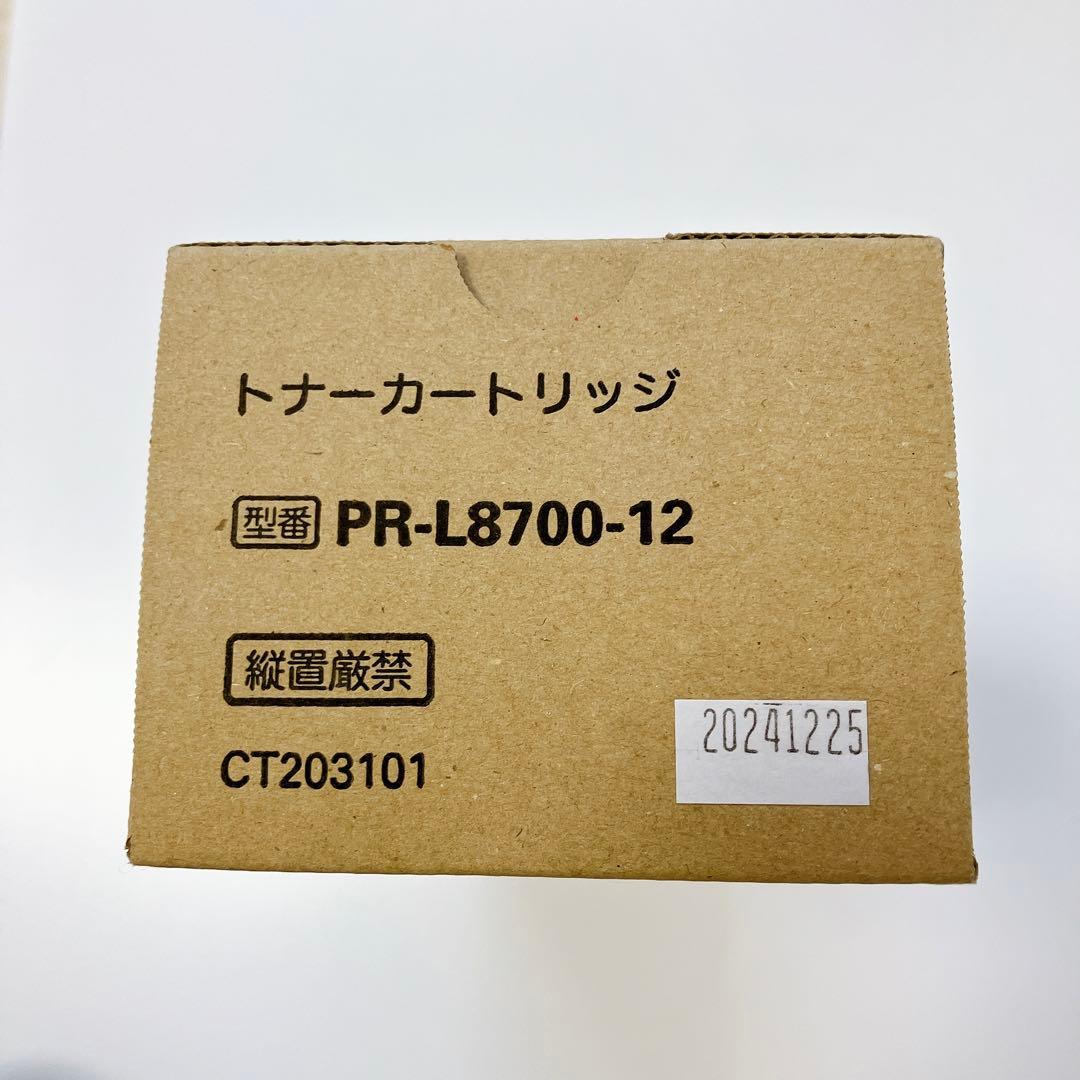 トナーカートリッジ
型番 PR-L8700-12
縦置厳禁
CT203101
20241225